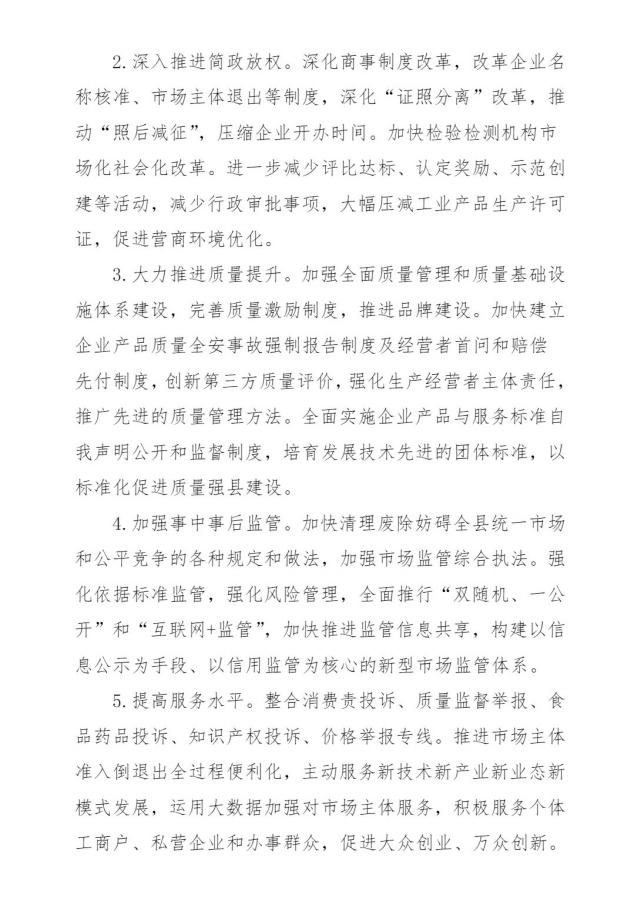 2.深入推进简政放权。深化商事制度改革，改革企业名
称核准、市场主体退出等制度，深化“证照分离”改革，推
动“照后减征”，压缩企业开办时间。加快检验检测机构市
场化社会化改革。进一步减少评比达标、认定奖励、示范创
建等活动，减少行政审批事项，大幅压减工业产品生产许可
证，促进营商环境优化。
3.大力推进质量提升。加强全面质量管理和质量基础设
施体系建设，完善质量激励制度，推进品牌建设。加快建立
企业产品质量全安事故强制报告制度及经营者首问和赔偿
先付制度，创新第三方质量评价，强化生产经营者主体责任，
推广先进的质量管理方法。全面实施企业产品与服务标准自
我声明公开和监督制度，培育发展技术先进的团体标准，以
标准化促进质量强县建设。
4.加强事中事后监管。加快清理废除妨碍全县统一市场
和公平竞争的各种规定和做法，加强市场监管综合执法。强
化依据标准监管，强化风险管理，全面推行“双随机、一公
开”和“互联网+监管”，加快推进监管信息共享，构建以信
息公示为手段、以信用监管为核心的新型市场监管体系。
5.提高服务水平。整合消费责投诉、质量监督举报、食
品药品投诉、知识产权投诉、价格举报专线。推进市场主体
准入倒退出全过程便利化，主动服务新技术新产业新业态新
模式发展，运用大数据加强对市场主体服务，积极服务个体
工商户、私营企业和办事群众，促进大众创业、万众创新。